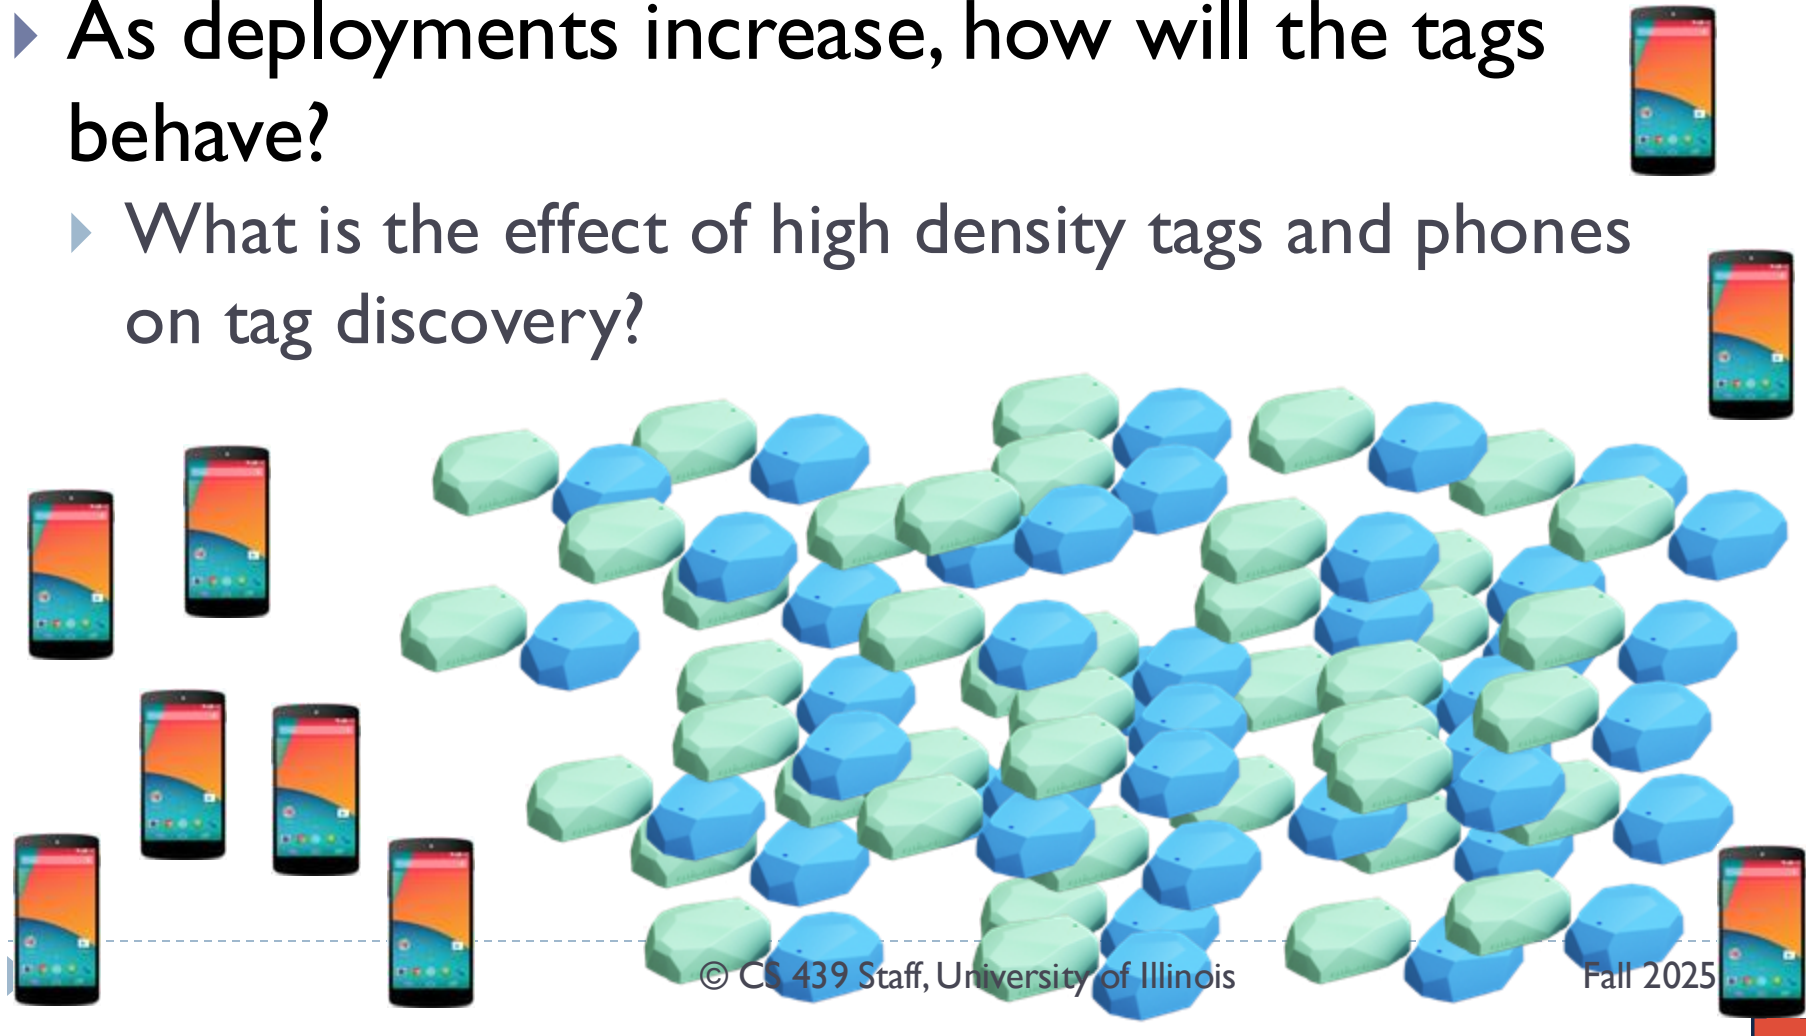 As deployments increase, how will the tags
behave?
What is the effect of high density tags and phones
on tag discovery?
© CS 439 Staff, University of Illinois
Fall 2025